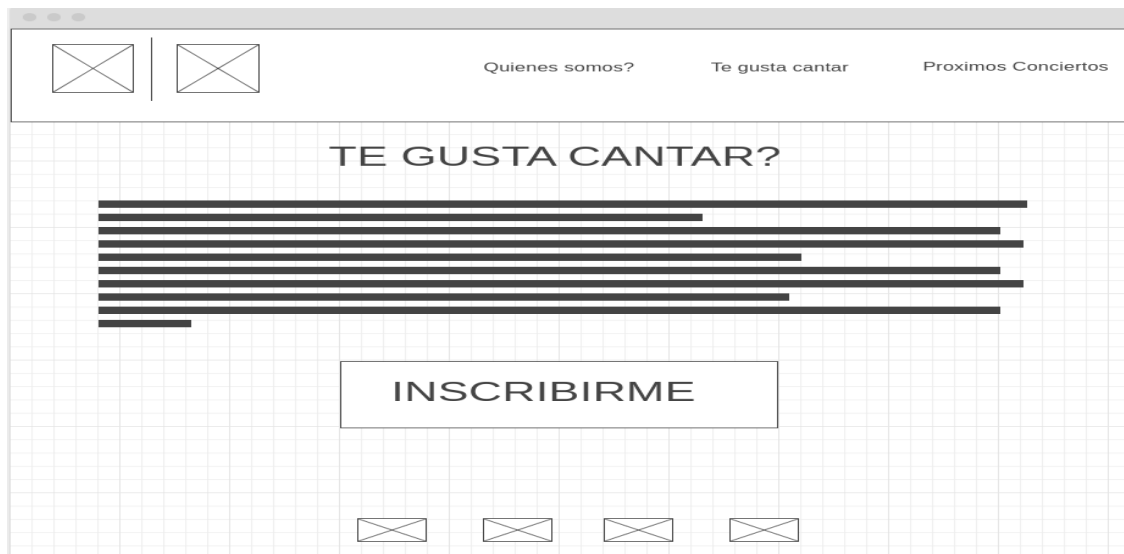 Quienes somos?
Te gusta cantar
Proximos Conciertos
TE GUSTA CANTAR?
INSCRIBIRME